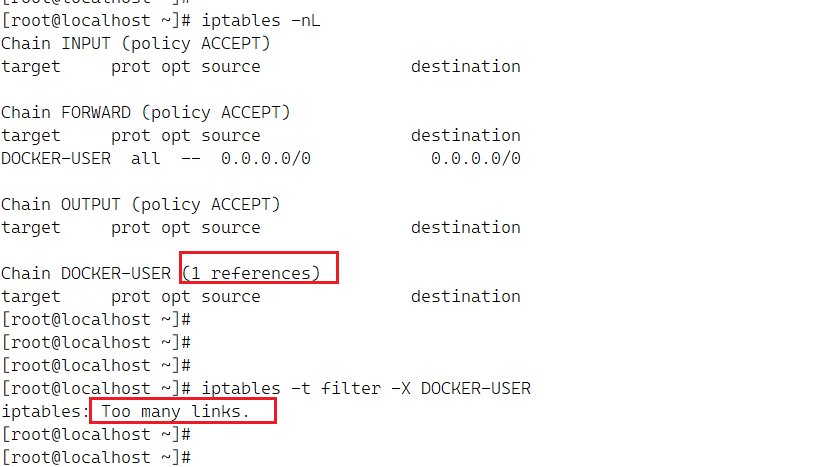 [root@localhost ~]# iptables -nL
Chain INPUT (policy ACCEPT)
target     prot opt source               destination
Chain FORWARD (policy ACCEPT)
target     prot opt source               destination
DOCKER-USER  all  --  0.0.0.0/0            0.0.0.0/0
Chain OUTPUT (policy ACCEPT)
target     prot opt source               destination
Chain DOCKER-USER (1 references)
target     prot opt source               destination
[root@localhost ~]#
[root@localhost ~]#
[root@localhost ~]#
[root@localhost ~]# iptables -t filter -X DOCKER-USER
iptables: Too many links.
[root@localhost ~]#
[root@localhost ~]#